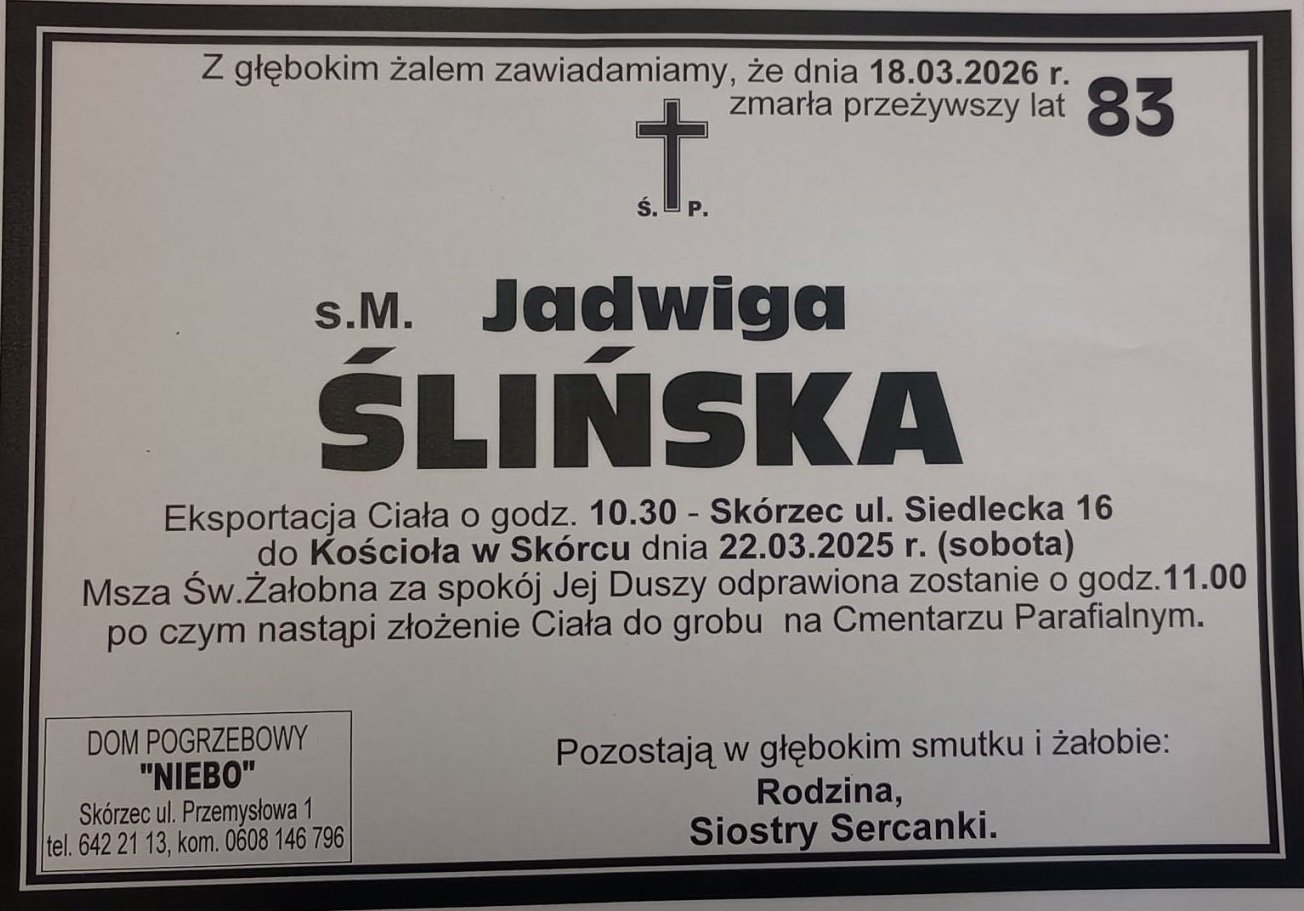 Z głębokim żalem zawiadamiamy, że dnia 18.03.2026 r.
zmarła przeżywszy lat 83
Ś. P.
s.M. Jadwiga
ŚLIŃSKA
Eksportacja Ciała o godz. 10.30 - Skórzec ul. Siedlecka 16
do Kościoła w Skórcu dnia 22.03.2025 r. (sobota)
Msza Św.Żałobna za spokój Jej Duszy odprawiona zostanie o godz.11.00
po czym nastąpi złożenie Ciała do grobu na Cmentarzu Parafialnym.
DOM POGRZEBOWY
"NIEBO"
Skórzec ul. Przemysłowa 1
tel. 642 21 13, kom. 0608 146 796
Pozostają w głębokim smutku i żałobie:
Rodzina,
Siostry Sercanki.